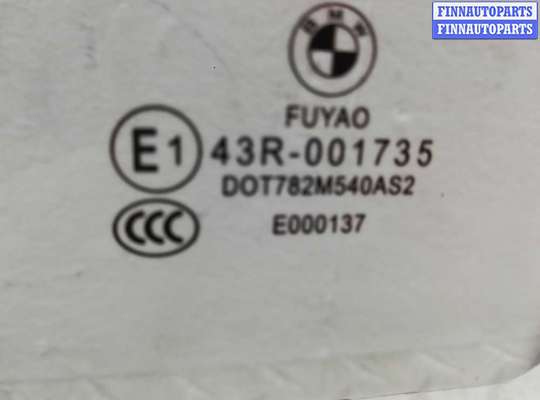 FINNAUTOPARTS
FINNAUTOPARTS
BMW
FUYAO
E1 43R-001735
DOT782M540AS2
CCC E000137